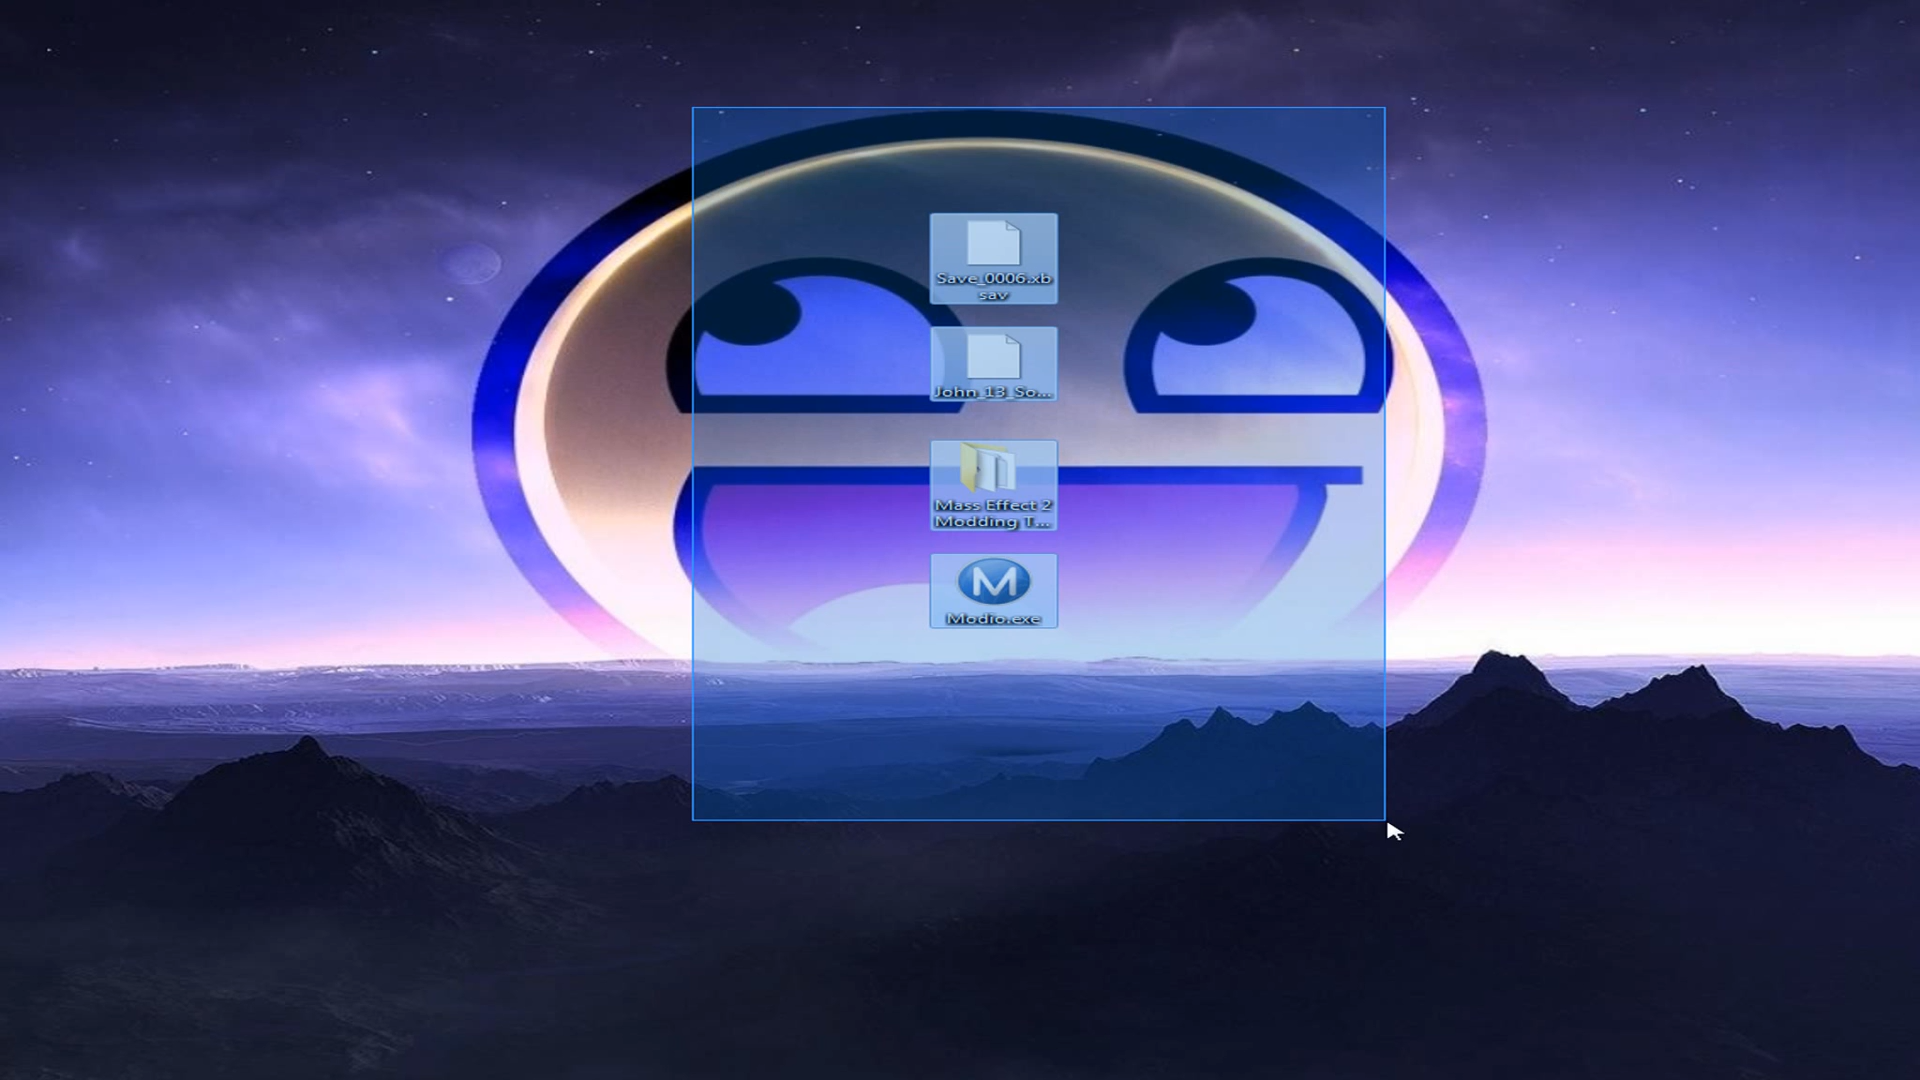 Save_0006.xb
sav
John_13_So...
Mass Effect 2
Modding T...
M
Modio.exe